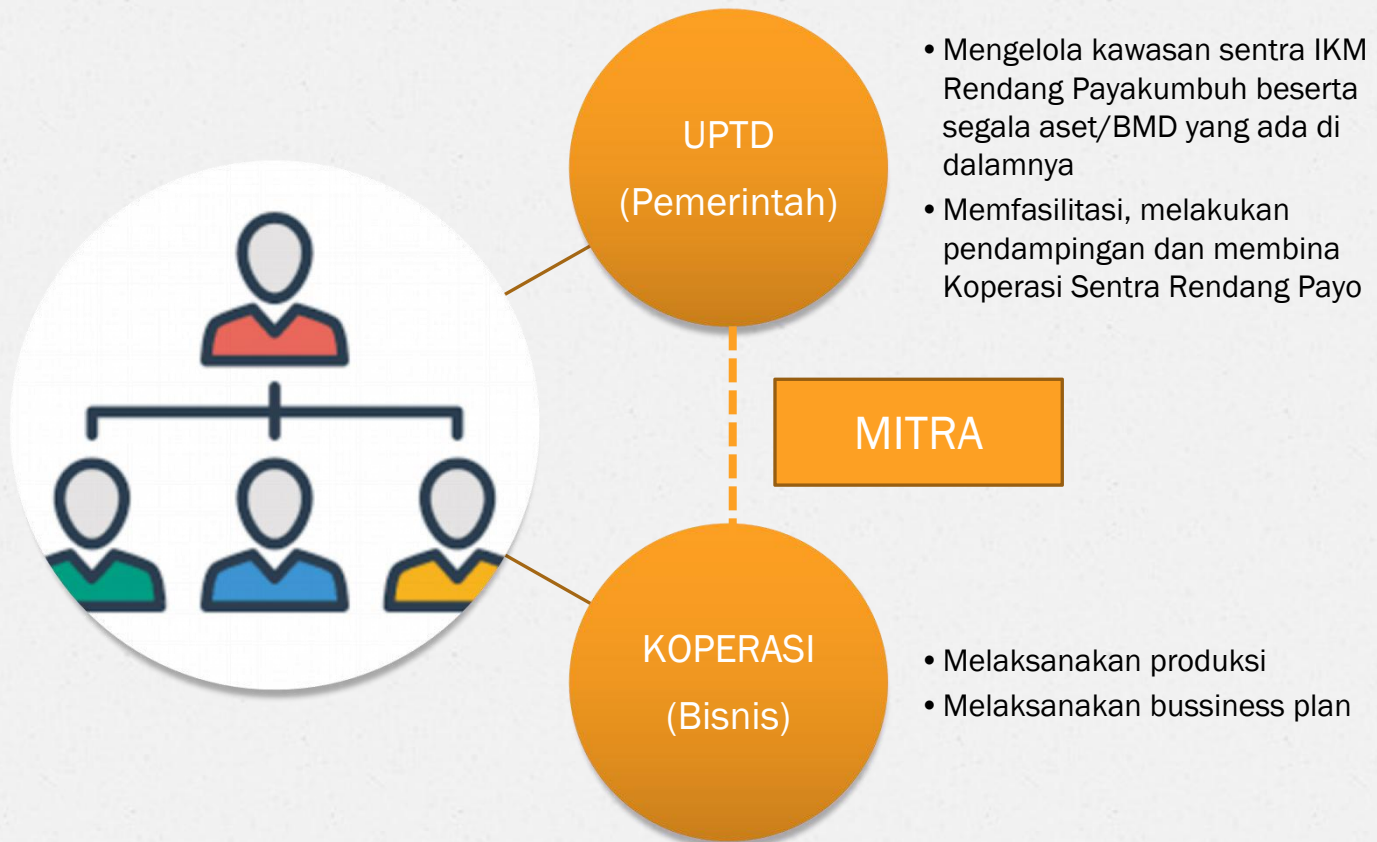 UPTD
(Pemerintah)
• Mengelola kawasan sentra IKM
Rendang Payakumbuh beserta
segala aset/BMD yang ada di
dalamnya
• Memfasilitasi, melakukan
pendampingan dan membina
Koperasi Sentra Rendang Payo
MITRA
KOPERASI
(Bisnis)
• Melaksanakan produksi
• Melaksanakan bussiness plan